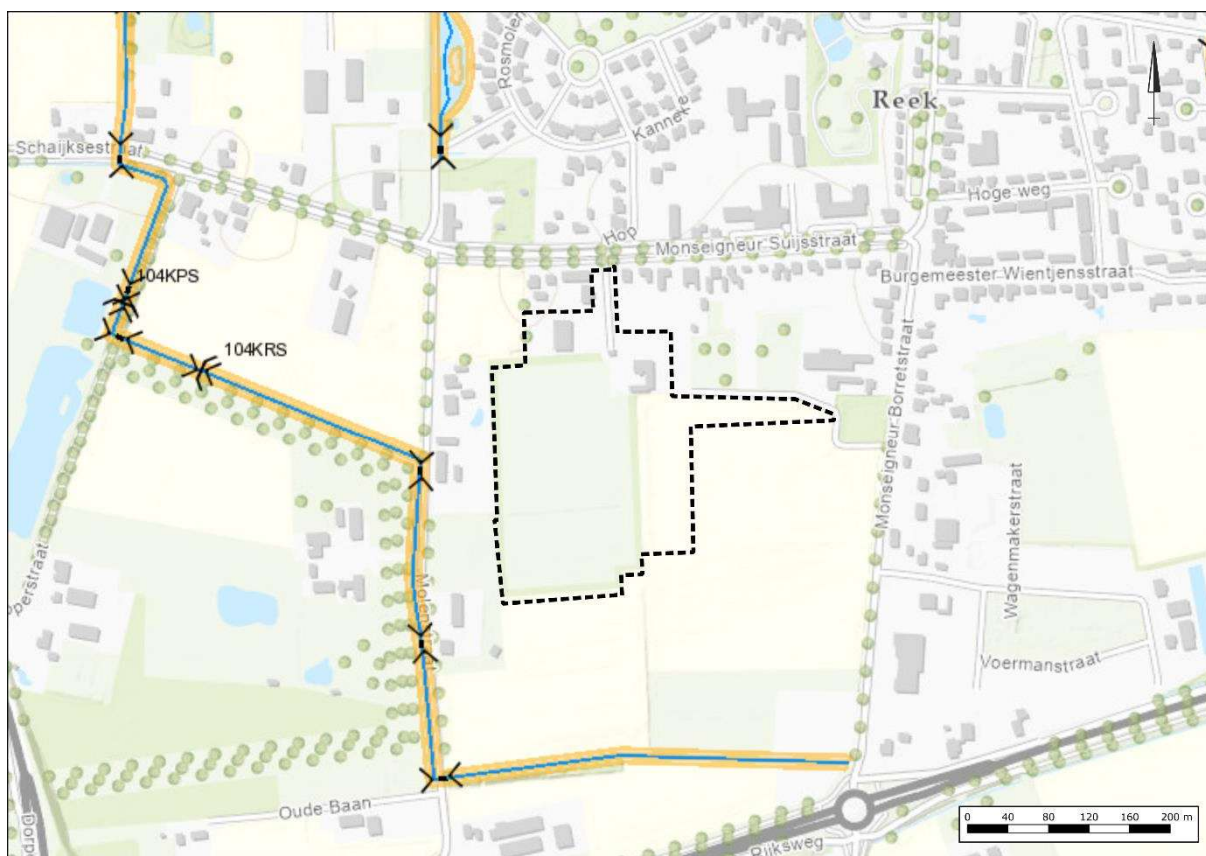 Rosmolen
Kanneke
Reek
Schaijksestraat
Hoge weg
Hop
Monseigneur Suijsstraat
Burgemeester Wientjensstraat
104KPS
104KRS
Monseigneur Borretstraat
Wagenmakerstraat
Voermanstraat
Oude Baan
Rijksweg
0 40 80 120 160 200 m